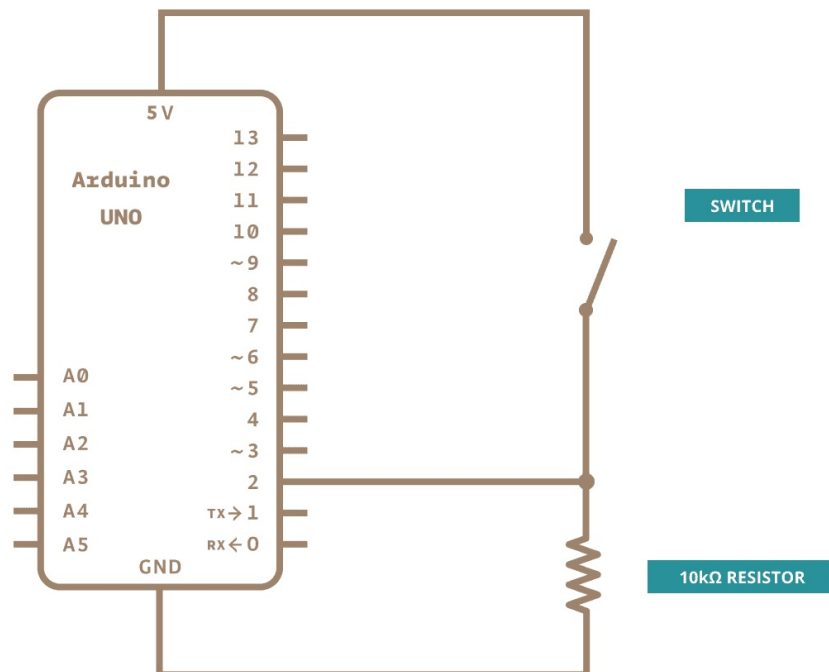 5V
Arduino
UNO
13
12
11
10
~9
8
7
~6
~5
4
~3
2
TX→1
RX←0
A0
A1
A2
A3
A4
A5
GND
SWITCH
10kΩ RESISTOR